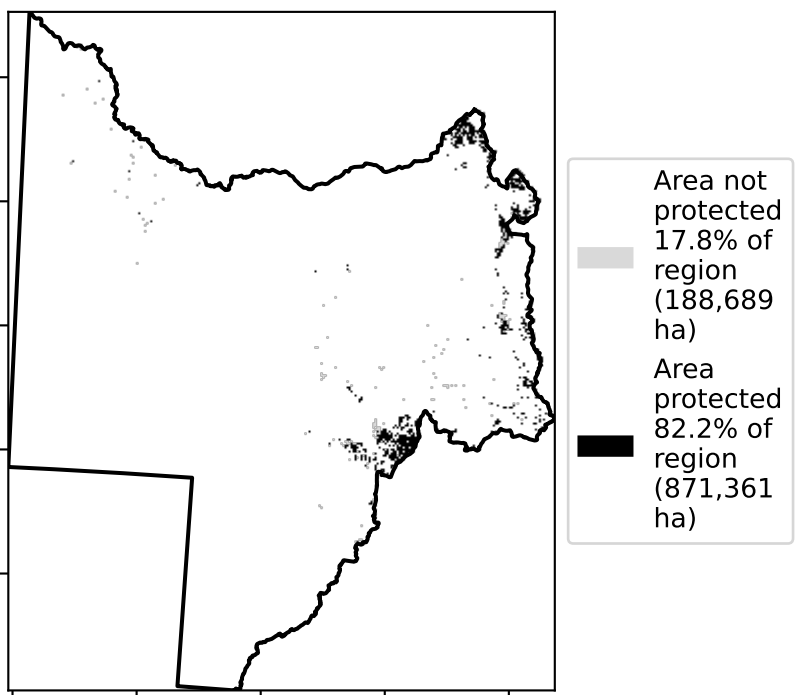 Area not
protected
17.8% of
region
(188,689
ha)
Area
protected
82.2% of
region
(871,361
ha)